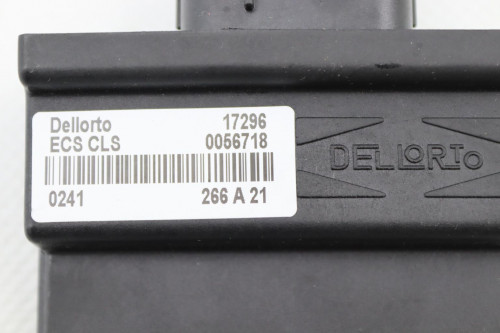 Dellorto 17296
ECS CLS 0056718
0241 266 A 21
DELLORTO